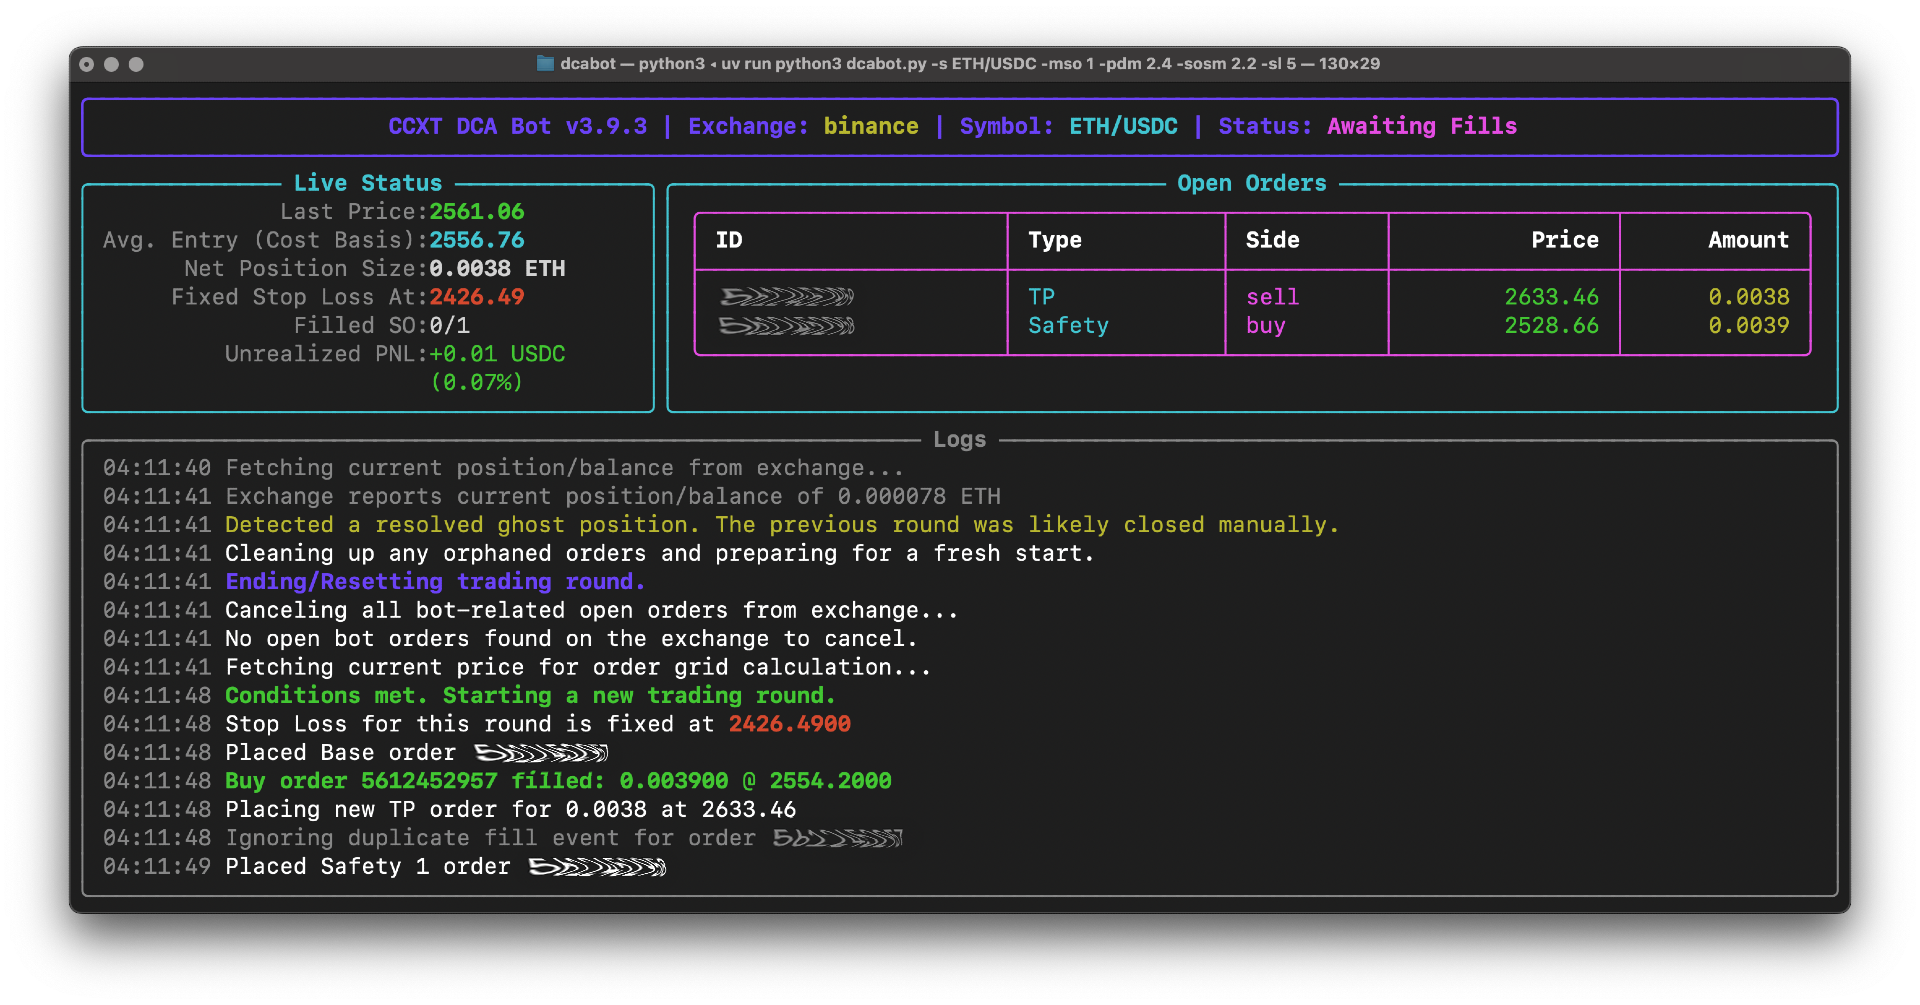 dcabot — python3 ◂ uv run python3 dcabot.py -s ETH/USDC -mso 1 -pdm 2.4 -sosm 2.2 -sl 5 — 130×29
CCXT DCA Bot v3.9.3 | Exchange: binance | Symbol: ETH/USDC | Status: Awaiting Fills
Live Status
Last Price:2561.06
Avg. Entry (Cost Basis):2556.76
Net Position Size:0.0038 ETH
Fixed Stop Loss At:2426.49
Filled SO:0/1
Unrealized PNL:+0.01 USDC
(0.07%)
Open Orders
ID Type Side Price Amount
TP sell 2633.46 0.0038
Safety buy 2528.66 0.0039
Logs
04:11:40 Fetching current position/balance from exchange...
04:11:41 Exchange reports current position/balance of 0.000078 ETH
04:11:41 Detected a resolved ghost position. The previous round was likely closed manually.
04:11:41 Cleaning up any orphaned orders and preparing for a fresh start.
04:11:41 Ending/Resetting trading round.
04:11:41 Canceling all bot-related open orders from exchange...
04:11:41 No open bot orders found on the exchange to cancel.
04:11:41 Fetching current price for order grid calculation...
04:11:48 Conditions met. Starting a new trading round.
04:11:48 Stop Loss for this round is fixed at 2426.4900
04:11:48 Placed Base order
04:11:48 Buy order 5612452957 filled: 0.003900 @ 2554.2000
04:11:48 Placing new TP order for 0.0038 at 2633.46
04:11:48 Ignoring duplicate fill event for order
04:11:49 Placed Safety 1 order